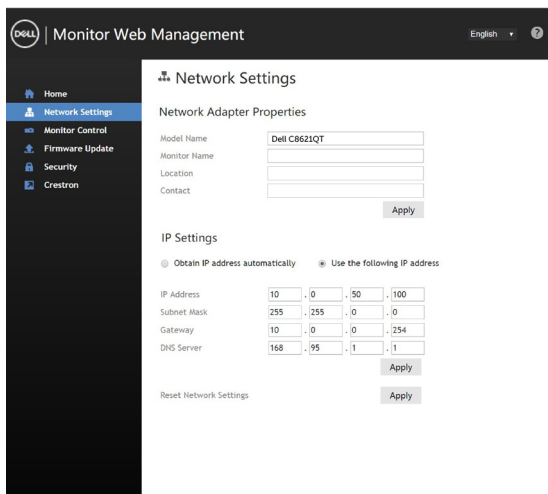 DELL | Monitor Web Management English
?
Network Settings
Home
Network Settings
Monitor Control
Firmware Update
Security
Crestron
Network Adapter Properties
Model Name Dell C8621QT
Monitor Name
Location
Contact
Apply
IP Settings
Obtain IP address automatically Use the following IP address
IP Address 10 . 0 . 50 . 100
Subnet Mask 255 . 255 . 0 . 0
Gateway 10 . 0 . 0 . 254
DNS Server 168 . 95 . 1 . 1
Apply
Reset Network Settings Apply